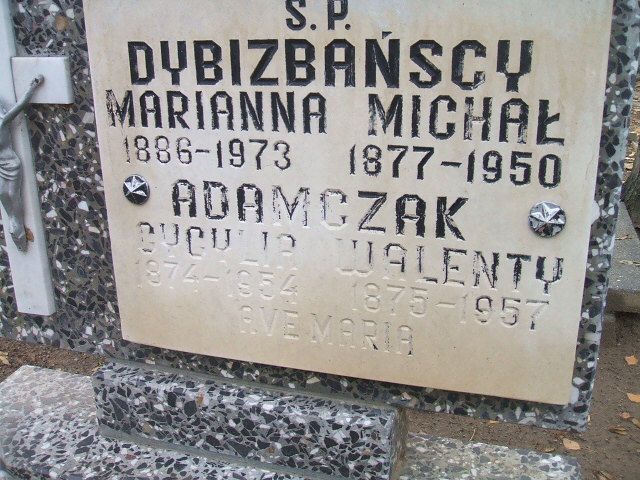 Ś.P.
DYBIZBAŃSCY
MARIANNA MICHAŁ
1886-1973 1877-1950
ADAMCZAK
CYCYLIA WALENTY
1874-1954 1875-1957
AVE MARIA